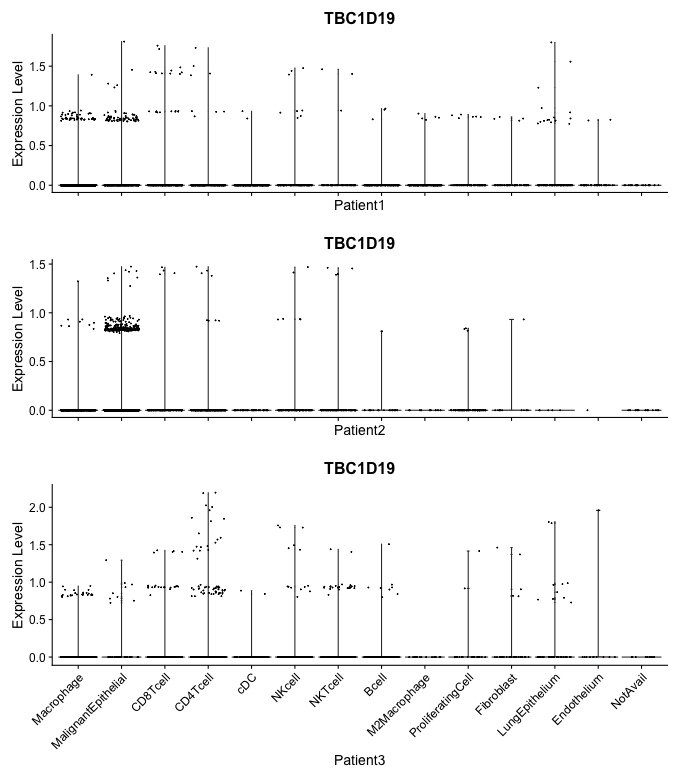 TBC1D19
Expression Level
1.5
1.0
0.5
0.0
Patient1
TBC1D19
Expression Level
1.5
1.0
0.5
0.0
Patient2
TBC1D19
Expression Level
2.0
1.5
1.0
0.5
0.0
Macrophage
MalignantEpithelial
CD8Tcell
CD4Tcell
cDC
NKcell
NKTcell
Bcell
M2Macrophage
ProliferatingCell
Fibroblast
LungEpithelium
Endothelium
NotAvail
Patient3